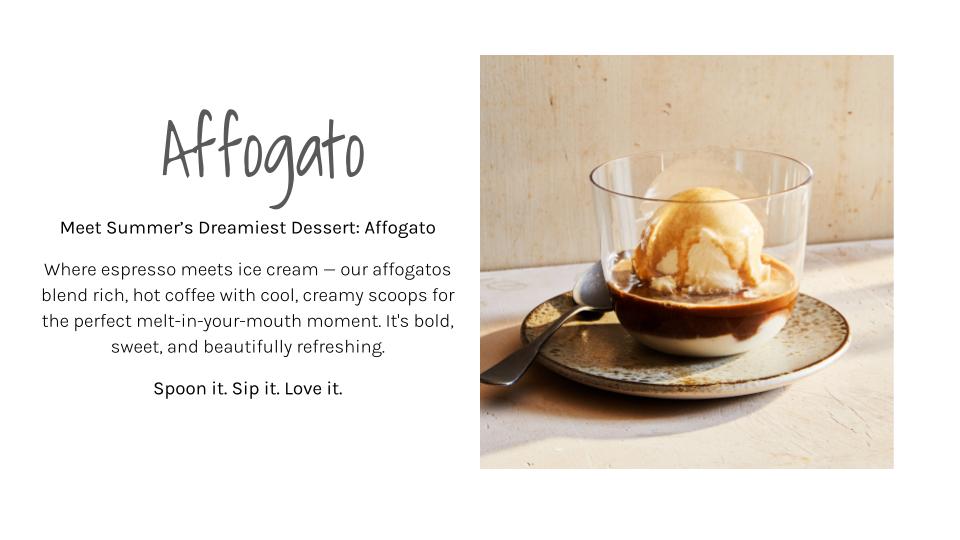 Affogato
Meet Summer’s Dreamiest Dessert: Affogato
Where espresso meets ice cream — our affogatos
blend rich, hot coffee with cool, creamy scoops for
the perfect melt-in-your-mouth moment. It's bold,
sweet, and beautifully refreshing.
Spoon it. Sip it. Love it.